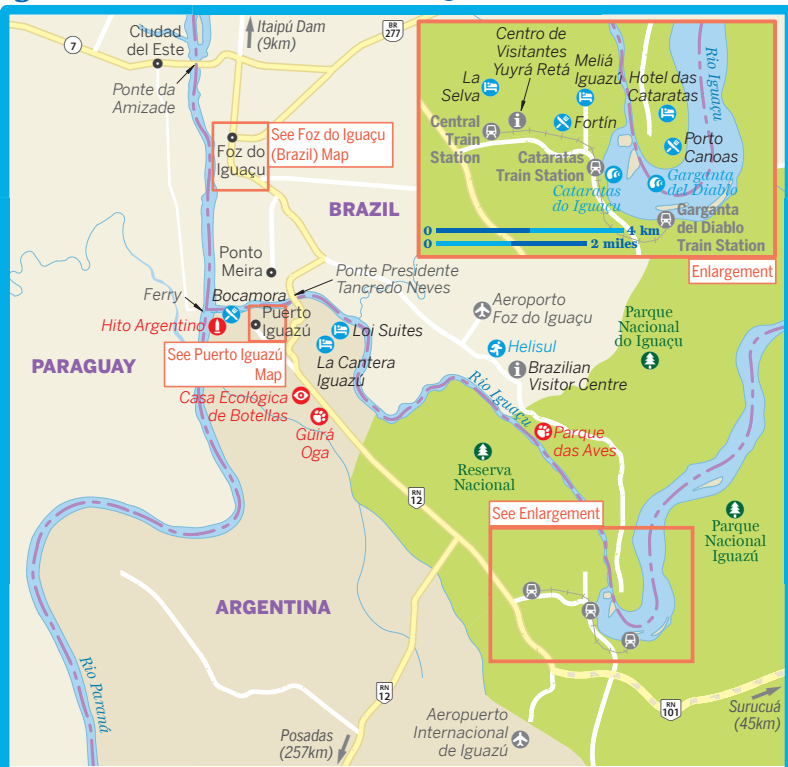 Itaipú Dam
(9km)
BR
277
7
Ciudad
del Este
Ponte da
Amizade
Foz do
Iguaçu
See Foz do Iguaçu
(Brazil) Map
BRAZIL
Ponto
Meira
Ponte Presidente
Tancredo Neves
Ferry
Bocamora
Hito Argentino
Puerto
Iguazú
See Puerto Iguazú
Map
PARAGUAY
Loi Suites
La Cantera
Iguazú
Casa Ecológica
de Botellas
Güirá
Oga
Aeroporto
Foz do Iguaçu
Helisul
Brazilian
Visitor Centre
Rio Iguaçu
Parque
das Aves
Parque
Nacional
do Iguaçu
Reserva
Nacional
RN
12
See Enlargement
Parque
Nacional
Iguazú
ARGENTINA
Rio Paraná
RN
12
Posadas
(257km)
Aeropuerto
Internacional
de Iguazú
RN
101
Surucuá
(45km)
Centro de
Visitantes
Yuyrá Retá
La
Selva
Meliá
Iguazú
Hotel das
Cataratas
Rio Iguaçu
Central
Train
Station
Fortín
Porto
Canoas
Cataratas
Train Station
Cataratas
do Iguaçu
Garganta
del Diablo
Garganta
del Diablo
Train Station
0 4 km
0 2 miles
Enlargement